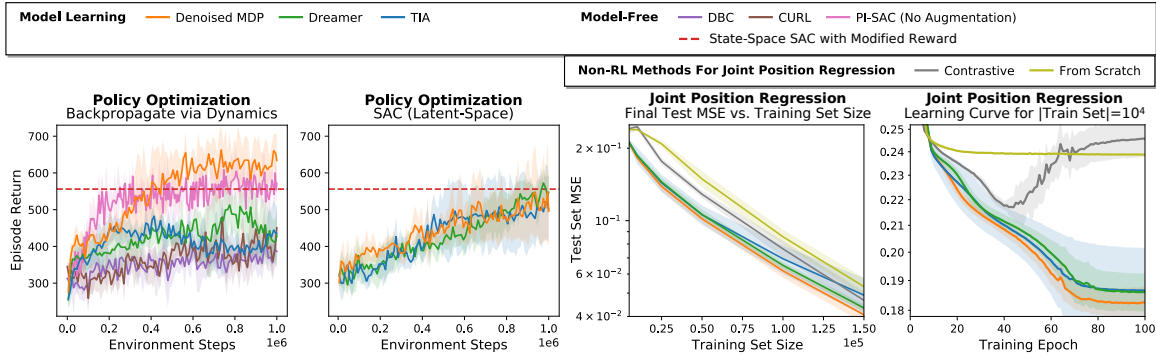 Model Learning Denoised MDP Dreamer TIA
Model-Free DBC CURL PI-SAC (No Augmentation)
State-Space SAC with Modified Reward
Non-RL Methods For Joint Position Regression Contrastive From Scratch
Policy Optimization
Backpropagate via Dynamics
Episode Return
700
600
500
400
300
0.0 0.2 0.4 0.6 0.8 1.0
1e6
Environment Steps
Policy Optimization
SAC (Latent-Space)
700
600
500
400
300
0.0 0.2 0.4 0.6 0.8 1.0
1e6
Environment Steps
Joint Position Regression
Final Test MSE vs. Training Set Size
Test Set MSE
2 × 10⁻¹
10⁻¹
6 × 10⁻²
4 × 10⁻²
0.25 0.50 0.75 1.00 1.25 1.50
1e5
Training Set Size
Joint Position Regression
Learning Curve for |Train Set|=10⁴
0.25
0.24
0.23
0.22
0.21
0.20
0.19
0.18
0 20 40 60 80 100
Training Epoch